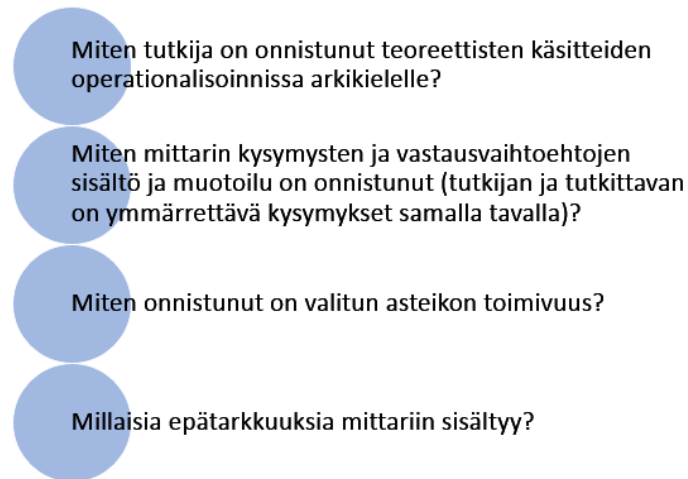 Miten tutkija on onnistunut teoreettisten käsitteiden
operationalisoinnissa arkikielelle?
Miten mittarin kysymysten ja vastausvaihtoehtojen
sisältö ja muotoilu on onnistunut (tutkijan ja tutkittavan
on ymmärrettävä kysymykset samalla tavalla)?
Miten onnistunut on valitun asteikon toimivuus?
Millaisia epätarkkuuksia mittariin sisältyy?